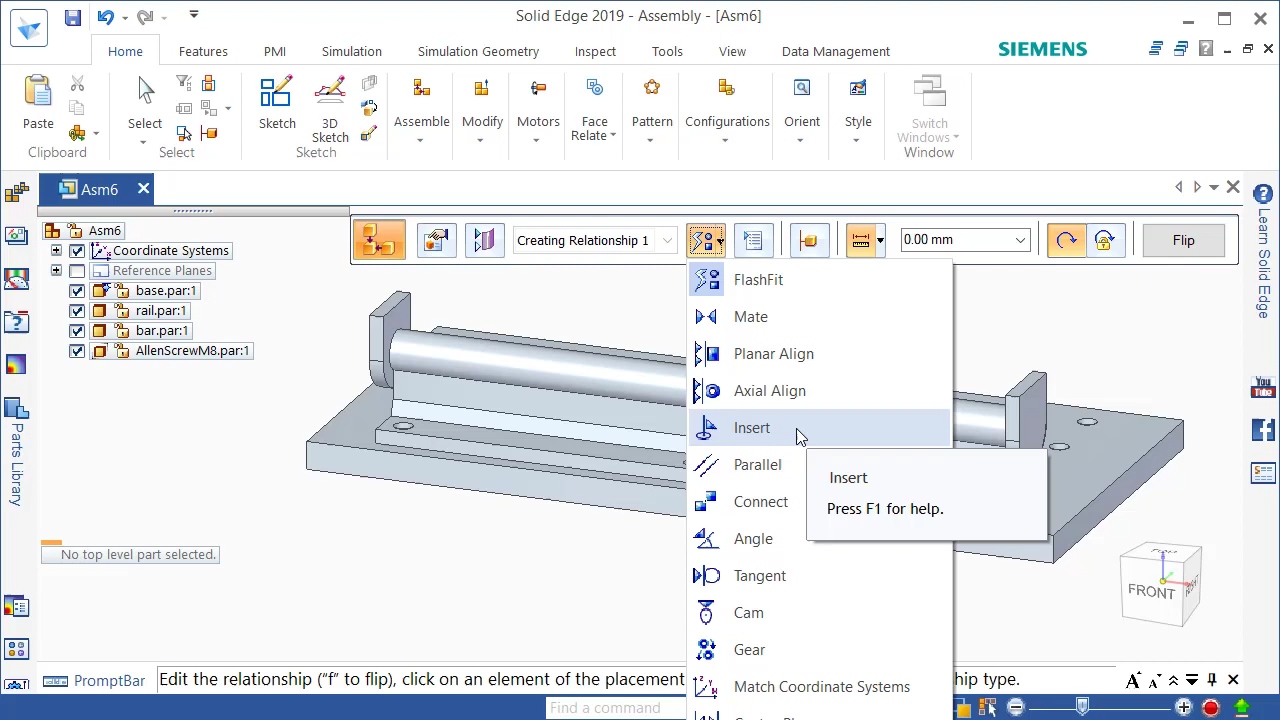 Solid Edge 2019 - Assembly - [Asm6]
Home
Features
PMI
Simulation
Simulation Geometry
Inspect
Tools
View
Data Management
SIEMENS
Paste
Clipboard
Select
Select
Sketch
3D
Sketch
Sketch
Assemble
Modify
Motors
Face
Relate
Pattern
Configurations
Orient
Style
Switch
Windows
Window
Asm6
Learn Solid Edge
Parts Library
Asm6
Coordinate Systems
Reference Planes
base.par:1
rail.par:1
bar.par:1
AllenScrewM8.par:1
No top level part selected.
Creating Relationship 1
0.00 mm
Flip
FlashFit
Mate
Planar Align
Axial Align
Insert
Parallel
Connect
Angle
Tangent
Cam
Gear
Match Coordinate Systems
Insert
Press F1 for help.
You
Tube
FRONT
PromptBar
Edit the relationship ("f" to flip), click on an element of the placement
hip type.
Find a command